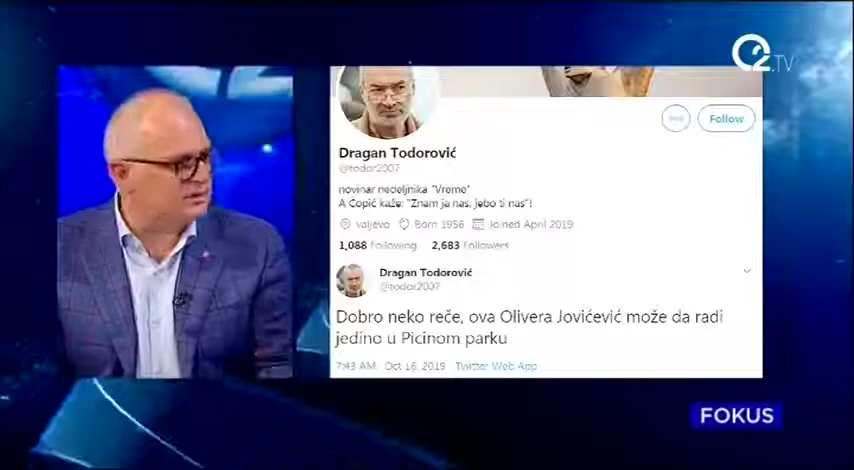 O2.TV
Follow
Dragan Todorović
@todor2007
novinar nedeljnika "Vreme"
A Ćopić kaže: "Znam ja nas, jebo ti nas"!
valjevo Born 1956 Joined April 2019
1,088 Following 2,683 Followers
Dragan Todorović
@todor2007
Dobro neko reče, ova Olivera Jovićević može da radi
jedino u Picinom parku
7:43 AM Oct 16, 2019 Twitter Web App
FOKUS